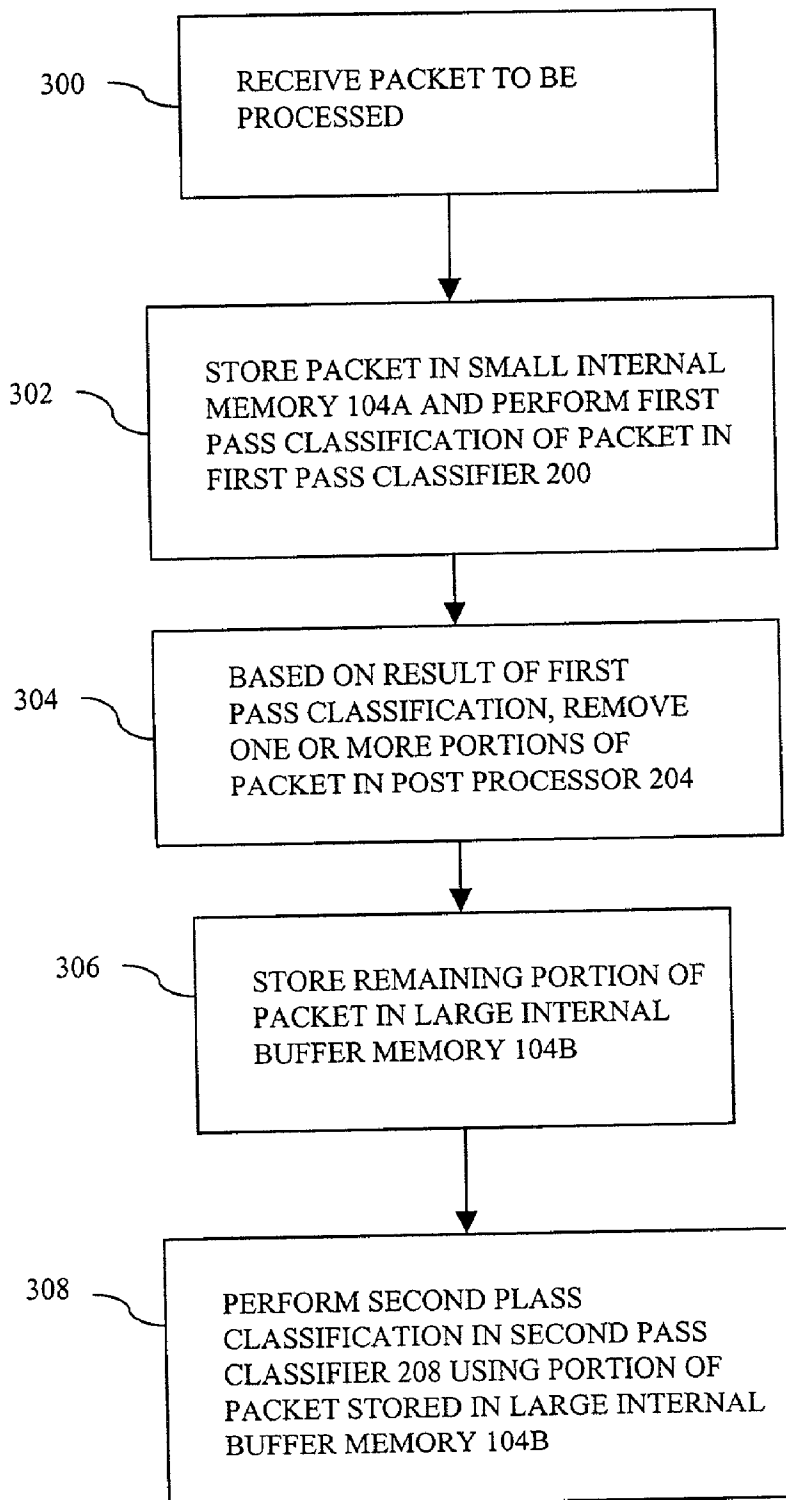 300
RECEIVE PACKET TO BE
PROCESSED
302
STORE PACKET IN SMALL INTERNAL
MEMORY 104A AND PERFORM FIRST
PASS CLASSIFICATION OF PACKET IN
FIRST PASS CLASSIFIER 200
304
BASED ON RESULT OF FIRST
PASS CLASSIFICATION, REMOVE
ONE OR MORE PORTIONS OF
PACKET IN POST PROCESSOR 204
306
STORE REMAINING PORTION OF
PACKET IN LARGE INTERNAL
BUFFER MEMORY 104B
308
PERFORM SECOND PLASS
CLASSIFICATION IN SECOND PASS
CLASSIFIER 208 USING PORTION OF
PACKET STORED IN LARGE INTERNAL
BUFFER MEMORY 104B